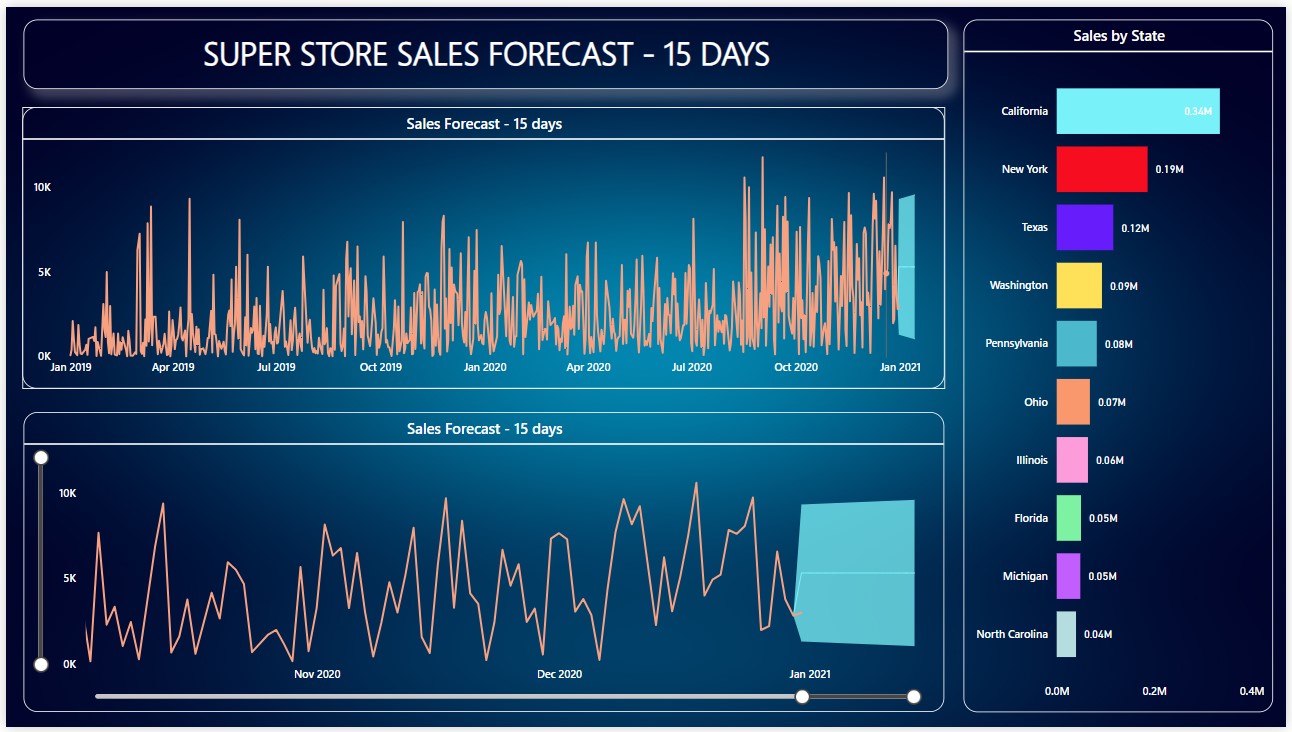 SUPER STORE SALES FORECAST - 15 DAYS
Sales Forecast - 15 days
10K
5K
0K
Jan 2019 Apr 2019 Jul 2019 Oct 2019 Jan 2020 Apr 2020 Jul 2020 Oct 2020 Jan 2021
Sales Forecast - 15 days
10K
5K
0K
Nov 2020 Dec 2020 Jan 2021
Sales by State
California 0.34M
New York 0.19M
Texas 0.12M
Washington 0.09M
Pennsylvania 0.08M
Ohio 0.07M
Illinois 0.06M
Florida 0.05M
Michigan 0.05M
North Carolina 0.04M
0.0M 0.2M 0.4M